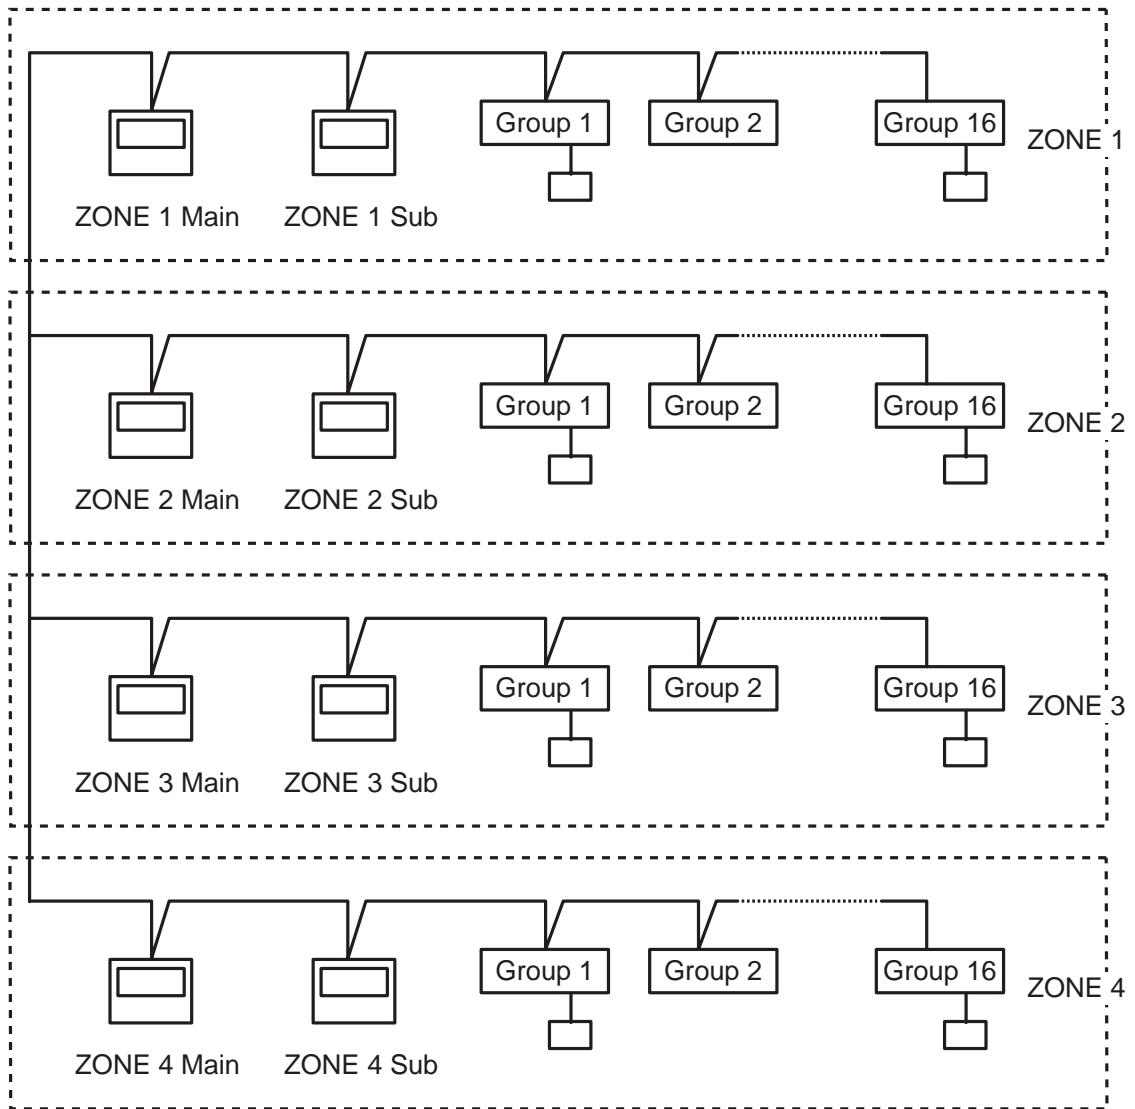 Group 1 Group 2 Group 16
ZONE 1
ZONE 1 Main ZONE 1 Sub
Group 1 Group 2 Group 16
ZONE 2
ZONE 2 Main ZONE 2 Sub
Group 1 Group 2 Group 16
ZONE 3
ZONE 3 Main ZONE 3 Sub
Group 1 Group 2 Group 16
ZONE 4
ZONE 4 Main ZONE 4 Sub